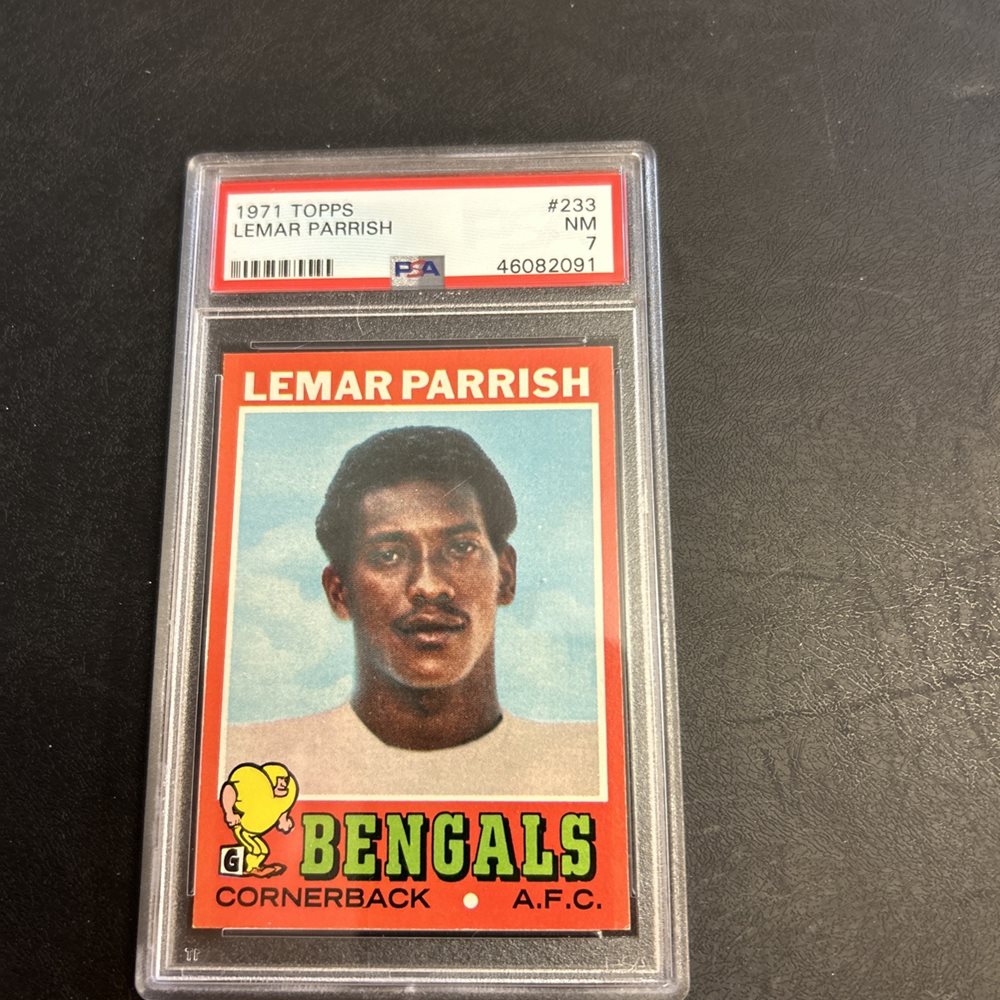 1971 TOPPS #233
LEMAR PARRISH NM
7
PSA 46082091
LEMAR PARRISH
G
BENGALS
CORNERBACK • A.F.C.